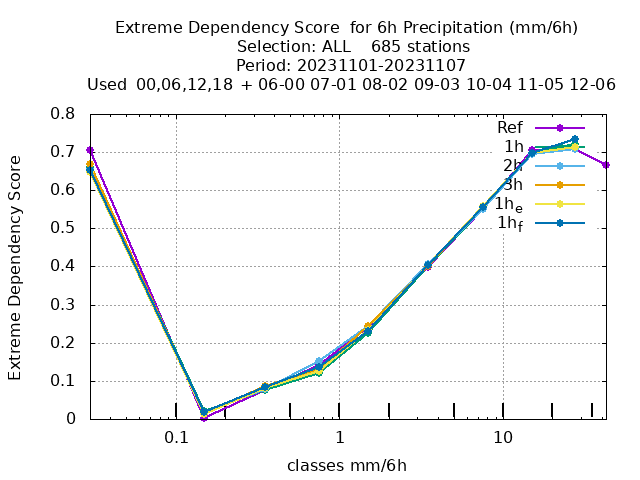 Extreme Dependency Score  for 6h Precipitation (mm/6h)
Selection: ALL    685 stations
Period: 20231101-20231107
Used  00,06,12,18  + 06-00 07-01 08-02 09-03 10-04 11-05 12-06
Extreme Dependency Score
0.8
0.7
0.6
0.5
0.4
0.3
0.2
0.1
0
Ref
1h
2h
3h
1h_e
1h_f
0.1 1 10
classes mm/6h